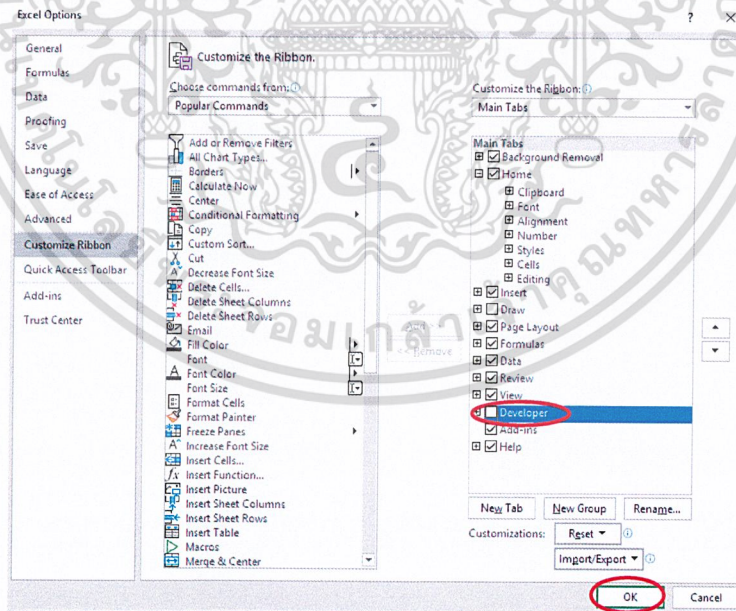 Excel Options
?
General
Formulas
Data
Proofing
Save
Language
Ease of Access
Advanced
Customize Ribbon
Quick Access Toolbar
Add-ins
Trust Center
Customize the Ribbon.
Choose commands from:
Popular Commands
Add or Remove Filters
All Chart Types...
Borders
Calculate Now
Center
Conditional Formatting
Copy
Custom Sort...
Cut
Decrease Font Size
Delete Cells...
Delete Sheet Columns
Delete Sheet Rows
Email
Fill Color
Font
Font Color
Font Size
Format Cells
Format Painter
Freeze Panes
Increase Font Size
Insert Cells...
Insert Function...
Insert Picture
Insert Sheet Columns
Insert Sheet Rows
Insert Table
Macros
Merge & Center
Add >>
<< Remove
Customize the Ribbon:
Main Tabs
Main Tabs
Background Removal
Home
Clipboard
Font
Alignment
Number
Styles
Cells
Editing
Insert
Draw
Page Layout
Formulas
Data
Review
View
Developer
Add-ins
Help
New Tab
New Group
Rename...
Customizations:
Reset
Import/Export
OK
Cancel